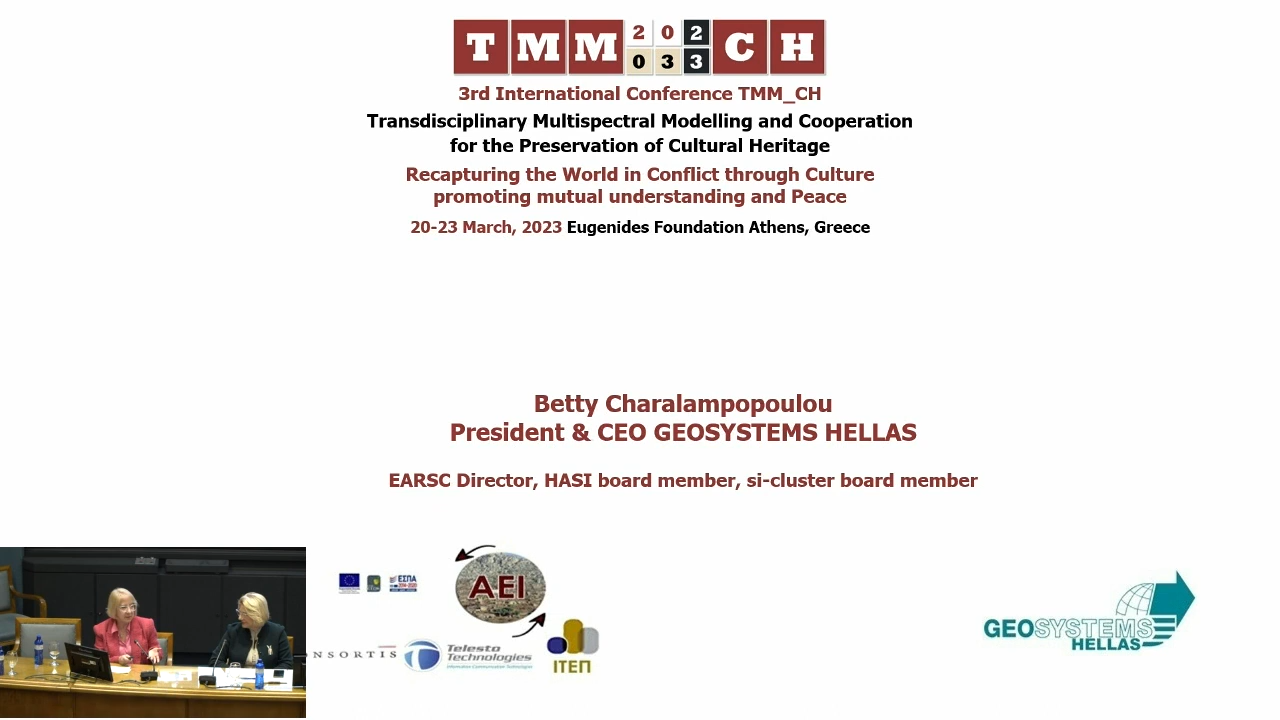 TMM 2023 CH
03
3rd International Conference TMM_CH
Transdisciplinary Multispectral Modelling and Cooperation
for the Preservation of Cultural Heritage
Recapturing the World in Conflict through Culture
promoting mutual understanding and Peace
20-23 March, 2023 Eugenides Foundation Athens, Greece
Betty Charalampopoulou
President & CEO GEOSYSTEMS HELLAS
EARSC Director, HASI board member, si-cluster board member
ΕΣΠΑ
AEI
NSORTIS
Telesto
Technologies
ΙΤΕΠ
GEOSYSTEMS
HELLAS